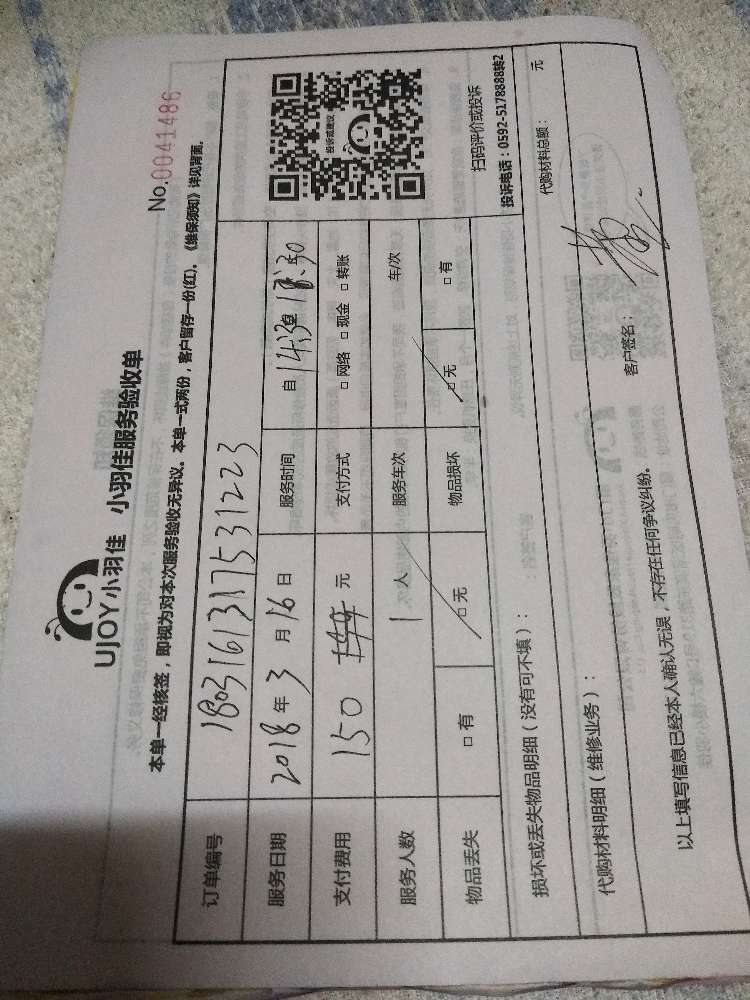 UJOY小羽佳 小羽佳服务验收单
No.0041486
本单一经核签，即视为对本次服务验收无异议。本单一式两份，客户留存一份(红)。《维保须知》详见背面。
订单编号 1803161317531223
服务日期 2018年3月16日 服务时间 自14:30
支付费用 150 元 支付方式 □网络 □现金 □转账
服务人数 1人 服务车次 车/次
物品丢失 □有 □无 物品损坏 □无 □有
投诉或建议
扫码评价或投诉
投诉电话：0592-5178888转2
损坏或丢失物品明细（没有可不填）：
代购材料明细（维修业务）： 代购材料总额： 元
以上填写信息已经本人确认无误，不存在任何争议纠纷。 客户签名：